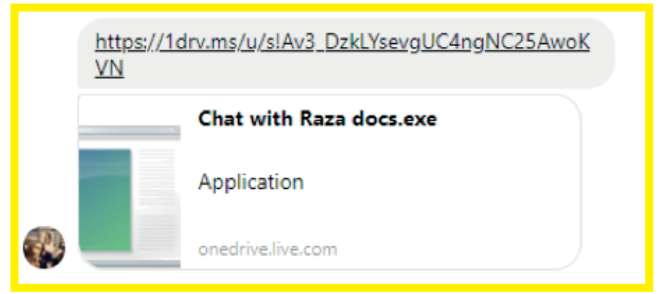 https://1drv.ms/u/s!Av3_DzkLYsevgUC4ngNC25AwoK
VN
Chat with Raza docs.exe
Application
onedrive.live.com